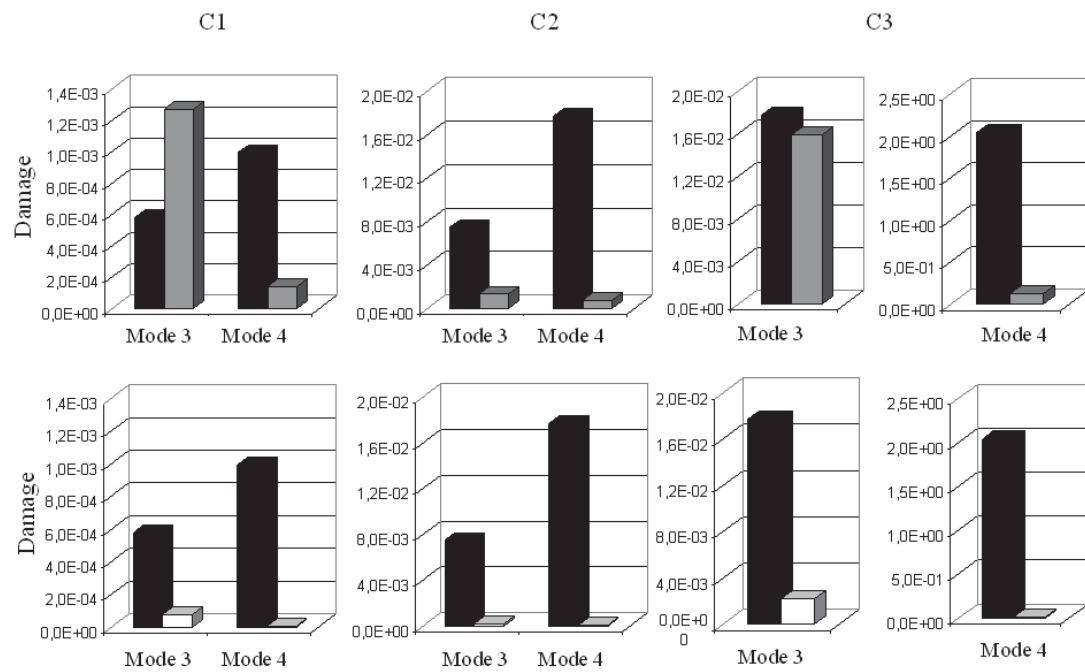 C1 C2 C3
Damage
1,4E-03
1,2E-03
1,0E-03
8,0E-04
6,0E-04
4,0E-04
2,0E-04
0,0E+00
Mode 3 Mode 4
2,0E-02
1,6E-02
1,2E-02
8,0E-03
4,0E-03
0,0E+00
Mode 3 Mode 4
2,0E-02
1,6E-02
1,2E-02
8,0E-03
4,0E-03
0,0E+00
Mode 3
2,5E+00
2,0E+00
1,5E+00
1,0E+00
5,0E-01
0,0E+00
Mode 4
Damage
1,4E-03
1,2E-03
1,0E-03
8,0E-04
6,0E-04
4,0E-04
2,0E-04
0,0E+00
Mode 3 Mode 4
2,0E-02
1,6E-02
1,2E-02
8,0E-03
4,0E-03
0,0E+00
Mode 3 Mode 4
2,0E-02
1,6E-02
1,2E-02
8,0E-03
4,0E-03
0,0E+0
0
Mode 3
2,5E+00
2,0E+00
1,5E+00
1,0E+00
5,0E-01
0,0E+00
Mode 4